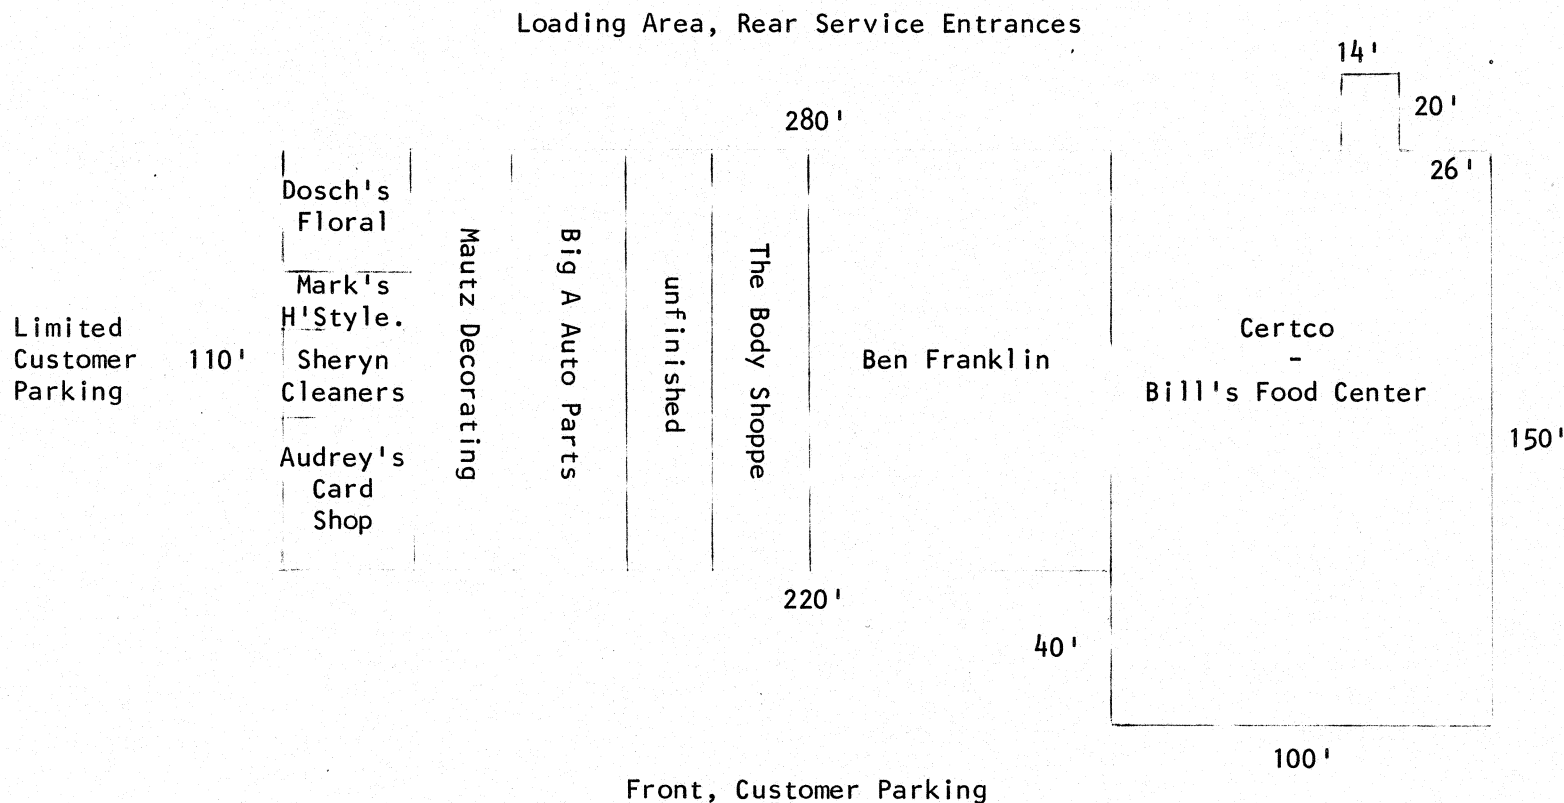 Loading Area, Rear Service Entrances
14'
20'
280'
26'
Dosch's
Floral
Mark's
H'Style.
Sheryn
Cleaners
Audrey's
Card
Shop
Limited
Customer
Parking
110'
Mautz Decorating
Big A Auto Parts
unfinished
The Body Shoppe
Ben Franklin
Certco
-
Bill's Food Center
150'
220'
40'
100'
Front, Customer Parking